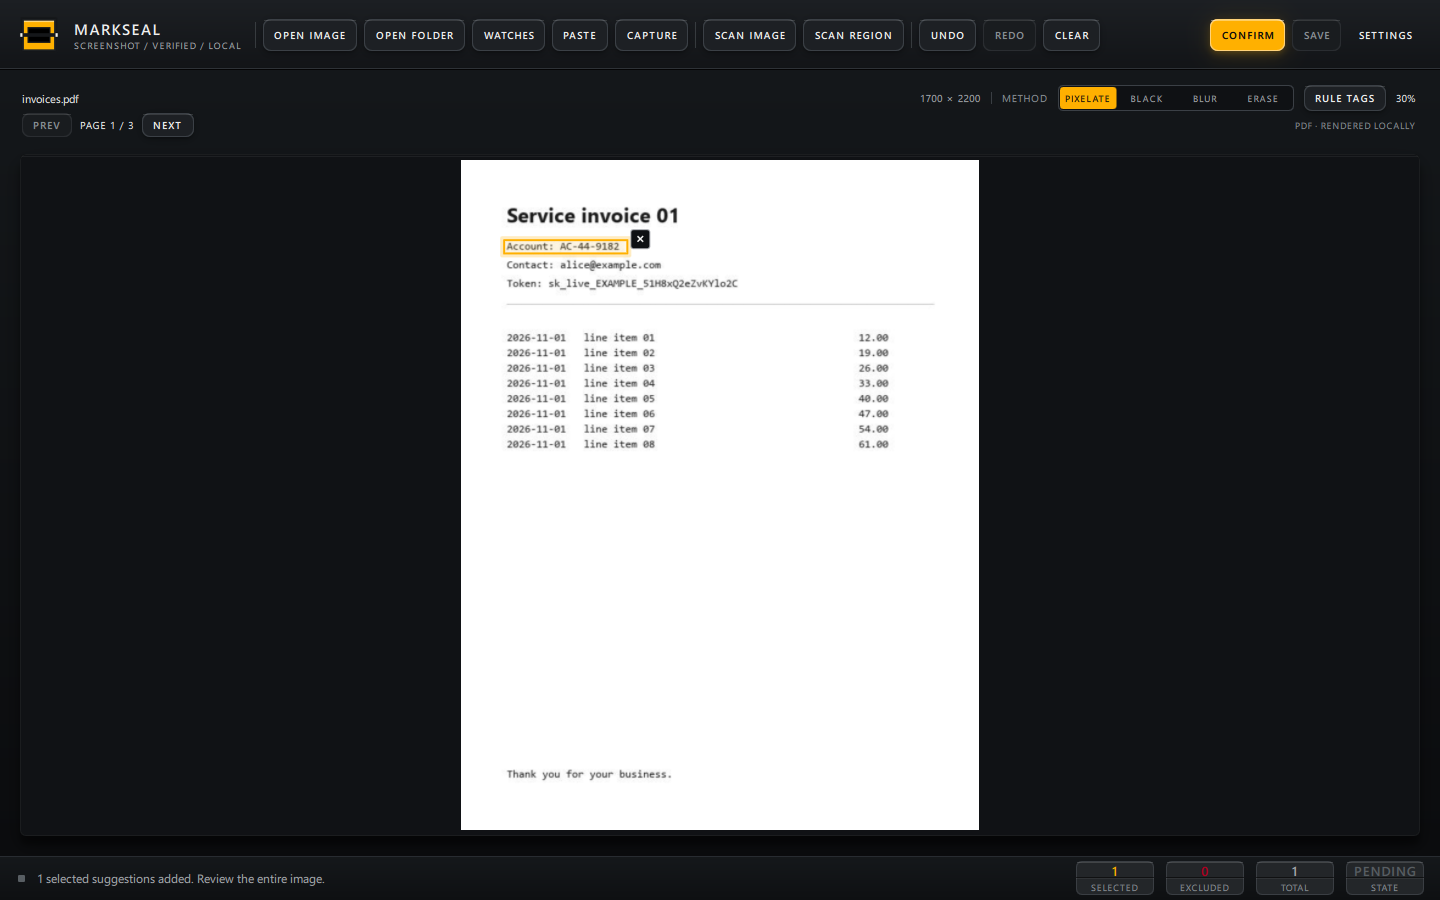 MARKSEAL
SCREENSHOT / VERIFIED / LOCAL
OPEN IMAGE
OPEN FOLDER
WATCHES
PASTE
CAPTURE
SCAN IMAGE
SCAN REGION
UNDO
REDO
CLEAR
CONFIRM
SAVE
SETTINGS
invoices.pdf
1700 × 2200
METHOD
PIXELATE
BLACK
BLUR
ERASE
RULE TAGS
30%
PREV
PAGE 1 / 3
NEXT
PDF · RENDERED LOCALLY
Service invoice 01
Account: AC-44-9182
Contact: alice@example.com
Token: sk_live_EXAMPLE_51H8xQ2eZvKYlo2C
2026-11-01 line item 01 12.00
2026-11-01 line item 02 19.00
2026-11-01 line item 03 26.00
2026-11-01 line item 04 33.00
2026-11-01 line item 05 40.00
2026-11-01 line item 06 47.00
2026-11-01 line item 07 54.00
2026-11-01 line item 08 61.00
Thank you for your business.
1 selected suggestions added. Review the entire image.
1
SELECTED
0
EXCLUDED
1
TOTAL
PENDING
STATE